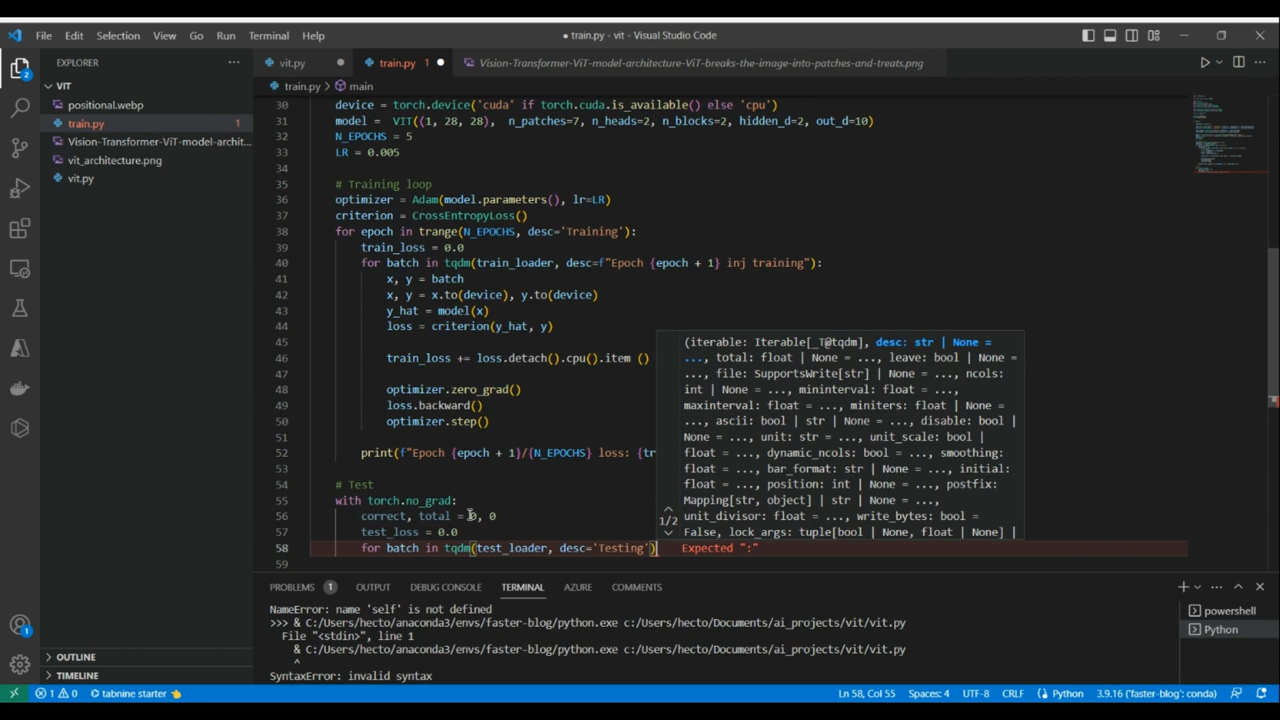 File Edit Selection View Go Run Terminal Help
● train.py - vit - Visual Studio Code
EXPLORER
vit.py
train.py 1
Vision-Transformer-ViT-model-architecture-ViT-breaks-the-image-into-patches-and-treats.png
VIT
train.py > main
positional.webp
train.py 1
Vision-Transformer-ViT-model-archit...
vit_architecture.png
vit.py
30 device = torch.device('cuda' if torch.cuda.is_available() else 'cpu')
31 model = VIT((1, 28, 28), n_patches=7, n_heads=2, n_blocks=2, hidden_d=2, out_d=10)
32 N_EPOCHS = 5
33 LR = 0.005
34
35 # Training loop
36 optimizer = Adam(model.parameters(), lr=LR)
37 criterion = CrossEntropyLoss()
38 for epoch in trange(N_EPOCHS, desc='Training'):
39 train_loss = 0.0
40 for batch in tqdm(train_loader, desc=f"Epoch {epoch + 1} inj training"):
41 x, y = batch
42 x, y = x.to(device), y.to(device)
43 y_hat = model(x)
44 loss = criterion(y_hat, y)
45
46 train_loss += loss.detach().cpu().item ()
47
48 optimizer.zero_grad()
49 loss.backward()
50 optimizer.step()
51
52 print(f"Epoch {epoch + 1}/{N_EPOCHS} loss: {tr
53
54 # Test
55 with torch.no_grad:
56 correct, total = 0, 0
57 test_loss = 0.0
58 for batch in tqdm(test_loader, desc='Testing') Expected ":"
59
(iterable: Iterable[_T@tqdm], desc: str | None =
..., total: float | None = ..., leave: bool | None =
..., file: SupportsWrite[str] | None = ..., ncols:
int | None = ..., mininterval: float = ...,
maxinterval: float = ..., miniters: float | None =
..., ascii: bool | str | None = ..., disable: bool |
None = ..., unit: str = ..., unit_scale: bool |
float = ..., dynamic_ncols: bool = ..., smoothing:
float = ..., bar_format: str | None = ..., initial:
float = ..., position: int | None = ..., postfix:
Mapping[str, object] | str | None = ...,
unit_divisor: float = ..., write_bytes: bool =
False, lock_args: tuple[bool | None, float | None] |
1/2
PROBLEMS 1 OUTPUT DEBUG CONSOLE TERMINAL AZURE COMMENTS
NameError: name 'self' is not defined
>>> & C:/Users/hecto/anaconda3/envs/faster-blog/python.exe c:/Users/hecto/Documents/ai_projects/vit/vit.py
File "<stdin>", line 1
& C:/Users/hecto/anaconda3/envs/faster-blog/python.exe c:/Users/hecto/Documents/ai_projects/vit/vit.py
^
SyntaxError: invalid syntax
powershell
Python
OUTLINE
TIMELINE
2
1
1 0 tabnine starter
Ln 58, Col 55 Spaces: 4 UTF-8 CRLF Python 3.9.16 ('faster-blog': conda)